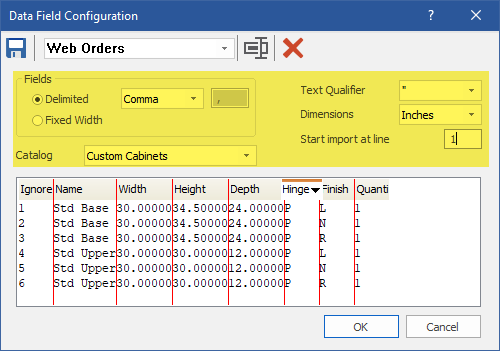 Data Field Configuration
Web Orders
Fields
Delimited Comma ,
Fixed Width
Text Qualifier "
Dimensions Inches
Start import at line 1
Catalog Custom Cabinets
Ignore Name Width Height Depth Hinge Finish Quanti
1 Std Base 30.00000 34.50000 24.00000 P L 1
2 Std Base 30.00000 34.50000 24.00000 P N 1
3 Std Base 30.00000 34.50000 24.00000 P R 1
4 Std Upper 30.00000 30.00000 12.00000 P L 1
5 Std Upper 30.00000 30.00000 12.00000 P N 1
6 Std Upper 30.00000 30.00000 12.00000 P R 1
OK Cancel